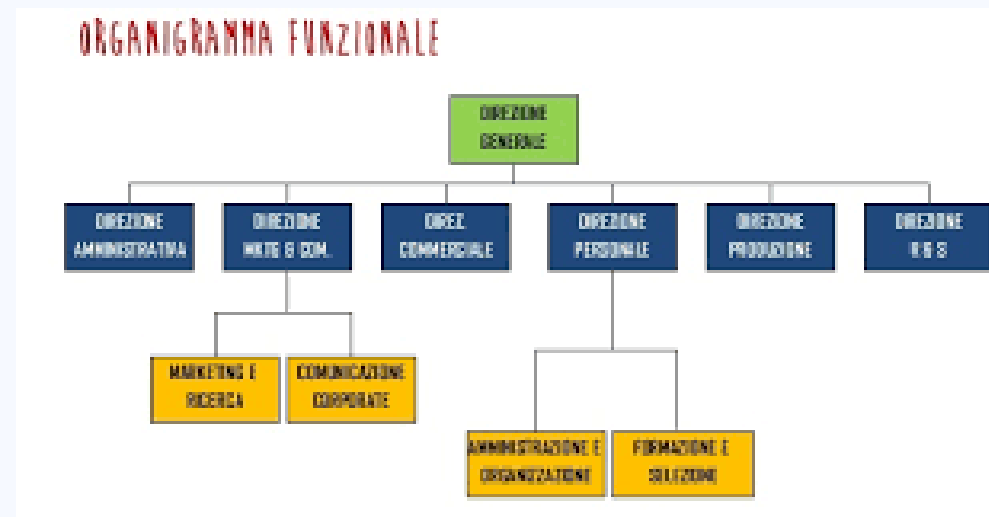 ORGANIGRAMMA FUNZIONALE
DIREZIONE
GENERALE
DIREZIONE
AMMINISTRATIVA
DIREZIONE
MKTG & COM.
DIREZ.
COMMERCIALE
DIREZIONE
PERSONALE
DIREZIONE
PRODUZIONE
DIREZIONE
MARKETING E
RICERCA
COMUNICAZIONE
CORPORATE
AMMINISTRAZIONE E
ORGANIZZAZIONE
FORMAZIONE E
SELEZIONE